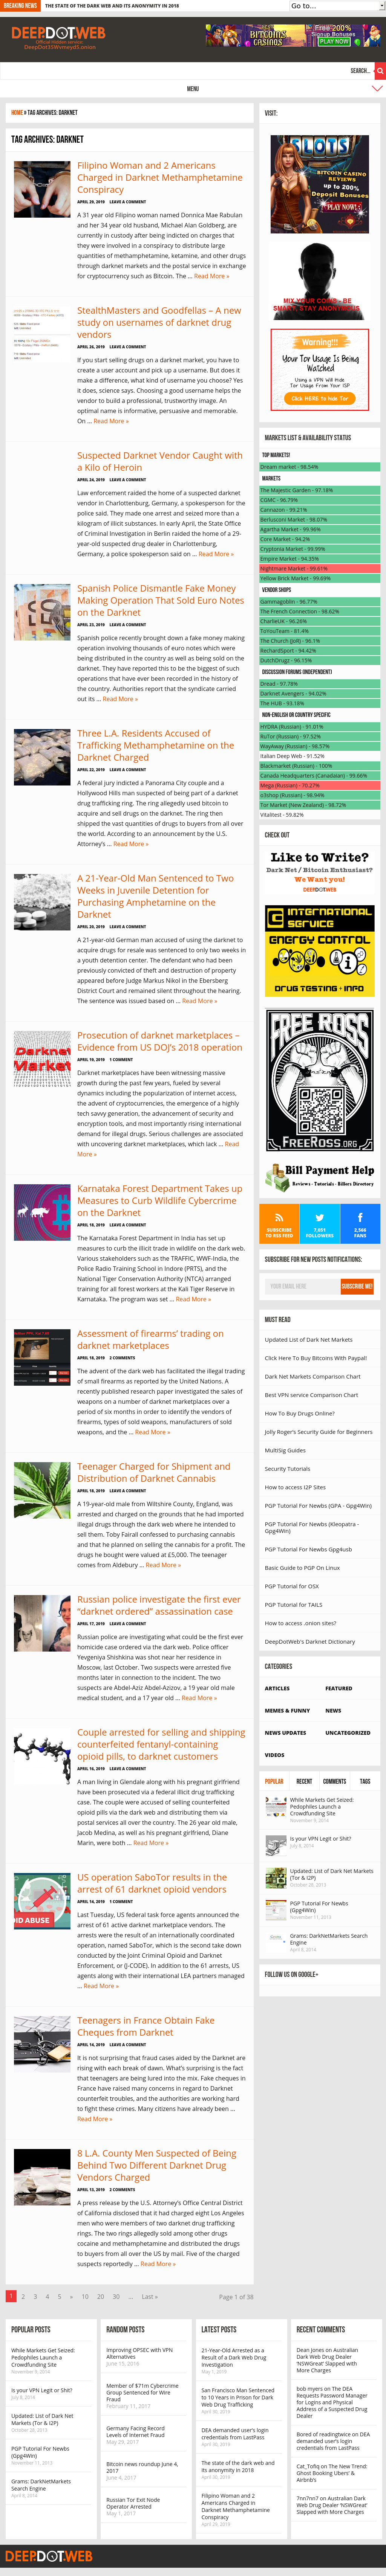 BREAKING NEWS
THE STATE OF THE DARK WEB AND ITS ANONYMITY IN 2018
Go to...
DEEPDOTWEB
BITCOINS CASINOS
Free 200% Signup Bonuses
PLAY NOW!
SEARCH...
MENU
HOME » TAG ARCHIVES: DARKNET
TAG ARCHIVES: DARKNET
Filipino Woman and 2 Americans
Charged in Darknet Methamphetamine
Conspiracy
APRIL 29, 2019 LEAVE A COMMENT
A 31 year old Filipino woman named Donnica Mae Rabulan
and her 34 year old husband, Michael Alan Goldberg, are
currently in custody after being indicted on charges that
they were involved in a conspiracy to distribute large
quantities of methamphetamine, ketamine, and other drugs
through darknet markets and the postal service in exchange
for cryptocurrency such as Bitcoin. The ... Read More »
StealthMasters and Goodfellas – A new
study on usernames of darknet drug
vendors
APRIL 26, 2019 LEAVE A COMMENT
If you start selling drugs on a darknet market, you have to
create a profile and think up a username for it. But does it
make a difference, what kind of username you choose? Yes
it does, science says. Choosing a good username helps the
vendor to build a professional, trustworthy image. An
optimal name is informative, persuasive and memorable.
On ... Read More »
Suspected Darknet Vendor Caught with
a Kilo of Heroin
APRIL 24, 2019 LEAVE A COMMENT
Law enforcement raided the home of a suspected darknet
vendor in Charlottenburg, Germany, a spokesperson for the
police recently announced. In early April, the State Office of
Criminal Investigation in Berlin raided the home of a 29-
year-old suspected drug dealer in Charlottenburg,
Germany, a police spokesperson said on ... Read More »
Spanish Police Dismantle Fake Money
Making Operation That Sold Euro Notes
on the Darknet
APRIL 23, 2019 LEAVE A COMMENT
Spanish police have brought down a fake money making
operation whose members are suspected of having been
distributing large quantities of counterfeit euro notes on
the darknet. They have reported this to be the biggest of
such operations that has been carried out in the history of
the country. Authorities report that the syndicate had sent
out its ... Read More »
Three L.A. Residents Accused of
Trafficking Methamphetamine on the
Darknet Charged
APRIL 22, 2019 LEAVE A COMMENT
A federal jury indicted a Panorama City couple and a
Hollywood man on suspicion of being part of a darknet
drug trafficking ring. The ring allegedly used bitcoin to
acquire and sell drugs on the darknet. The ring then
shipped the vast quantities of drugs to buyers from all over
the world. According to an announcement by the U.S.
Attorney's ... Read More »
A 21-Year-Old Man Sentenced to Two
Years in Juvenile Detention for
Purchasing Amphetamine on the
Darknet
APRIL 20, 2019 LEAVE A COMMENT
A 21-year-old German man accused of using the darknet to
acquire various drugs was sentenced to two years of youth
detention. The defendant who had been previously
convicted over possession of controlled property appeared
before Judge Markus Nikol in the Ebersberg
District Court and remained silent throughout the hearing.
The sentence was issued based on ... Read More »
Prosecution of darknet marketplaces –
Evidence from US DOJ's 2018 operation
APRIL 19, 2019 1 COMMENT
Darknet markets have been witnessing massive
growth during the past few years, fueled by several
dynamics including increased popularity of the internet,
the advent of cryptocurrencies, the proliferation of
encryption tools, and most importantly rising international
demand for illegal drugs. Serious challenges are associated
with uncovering darknet marketplaces, which lack ... Read
More »
Karnataka Forest Department Takes up
Measures to Curb Wildlife Cybercrime
on the Darknet
APRIL 18, 2019 LEAVE A COMMENT
The Karnataka Forest Department in India has set up
measures to curb the illicit trade in wildlife on the dark web.
Various stakeholders such as the TRAFFIC, WWF-India, the
Police Radio Training School in Indore (PRTS), and the
National Tiger Conservation Authority (NTCA) arranged
training for all forest workers at the Kali Tiger Reserve in
Karnataka. The program was set ... Read More »
Assessment of firearms' trading on
darknet marketplaces
APRIL 18, 2019 2 COMMENTS
The advent of the dark web has facilitated the illegal trading
of small firearms as reported by the United Nations. A
recently published research paper investigated the sales of
weapons on a number of darknet marketplaces over a
period of six months in order to identify the vendors of
firearms, types of sold weapons, manufacturers of sold
weapons, and the ... Read More »
Teenager Charged for Shipment and
Distribution of Darknet Cannabis
APRIL 18, 2019 LEAVE A COMMENT
A 19-year-old male from Wiltshire County, England, was
arrested and charged on the grounds that he had imported
illegal drugs through the dark web where he intended to
sell them. Toby Fairall confessed to purchasing cannabis
and that he had planned to sell the product to others. The
drugs he bought were valued at £5,000. The teenager
comes from Aldebury ... Read More »
Russian police investigate the first ever
“darknet ordered” assassination case
APRIL 17, 2019 LEAVE A COMMENT
Russian police are investigating what could be the first ever
homicide case ordered via the dark web. Police officer
Yevgeniya Shishkina was shot near her residence in
Moscow, last October. Two suspects were arrested five
months later in connection to the incident. The two
suspects are Abdel-Aziz Abdel-Azizov, a 19 year old male
medical student, and a 17 year old ... Read More »
Couple arrested for selling and shipping
counterfeited fentanyl-containing
opioid pills, to darknet customers
APRIL 16, 2019 LEAVE A COMMENT
A man living in Glendale along with his pregnant girlfriend
have been prosecuted over a federal illicit drug trafficking
case. The couple were accused of selling counterfeited
opioid pills via the dark web and distributing them via
postal services across the country. The 26 year old male,
Jacob Medina, as well as his pregnant girlfriend, Diane
Marin, were both ... Read More »
US operation SaboTor results in the
arrest of 61 darknet opioid vendors
APRIL 14, 2019 1 COMMENT
Last Tuesday, US federal task force agents announced the
arrest of 61 darknet marketplace vendors. The arrests
were the results of an internationally coordinated
operation, named SaboTor, which is the second take down
conducted by the Joint Criminal Opioid and Darknet
Enforcement, or (J-CODE). In addition to the 61 arrests, US
agents along with their international LEA partners managed
... Read More »
Teenagers in France Obtain Fake
Cheques from Darknet
APRIL 14, 2019 LEAVE A COMMENT
It is not surprising that fraud cases aided by the Darknet are
increasing as each day passes. What's surprising is the fact
that teenagers are being lured into the mix. Fake cheques in
France have ruined many cases in regards to Darknet or
counterfeit cookies, and the authorities are working hard
to fight these crimes. Many citizens have already been ...
Read More »
8 L.A. County Men Suspected of Being
Behind Two Different Darknet Drug
Vendors Charged
APRIL 13, 2019 2 COMMENTS
A press release by the U.S. Attorney's Office Central District
of California disclosed that it had charged eight Los Angeles
men who were members of two darknet drug trafficking
rings. The two rings allegedly sold among other drugs
cocaine and methamphetamine and distributed the drugs
to buyers from all over the US by mail. Five of the charged
suspects reportedly ... Read More »
1 2 3 4 5 » 10 20 30 ... Last »
Page 1 of 38
VISIT:
SLOTS
BITCOIN CASINO REVIEWS
up to 200%
Deposit Bonuses
PLAY NOW!
MIX YOUR COINS - BE SMART, STAY ANONYMOUS
Warning!!!
Your Tor Usage Is Being Watched
Using a VPN will Hide Tor Usage From Your ISP
Click HERE to Hide Tor
MARKETS LIST & AVAILABILITY STATUS
TOP MARKETS!
Dream market - 98.54%
MARKETS
The Majestic Garden - 97.18%
CGMC - 96.79%
Cannazon - 99.21%
Berlusconi Market - 98.07%
Agartha Market - 99.96%
Core Market - 94.2%
Cryptonia Market - 99.99%
Empire Market - 94.35%
Nightmare Market - 99.61%
Yellow Brick Market - 99.69%
VENDOR SHOPS
Gammagoblin - 96.77%
The French Connection - 98.62%
CharlieUK - 96.26%
ToYouTeam - 81.4%
The Church (JoR) - 96.1%
RechardSport - 94.42%
DutchDrugz - 96.15%
DISCUSSION FORUMS (INDEPENDENT)
Dread - 97.78%
Darknet Avengers - 94.02%
The HUB - 93.18%
NON-ENGLISH OR COUNTRY SPECIFIC
HYDRA (Russian) - 91.01%
RuTor (Russian) - 97.52%
WayAway (Russian) - 98.57%
Italian Deep Web - 91.52%
Blackmarket (Russian) - 100%
Canada Headquarters (Canadaian) - 99.66%
Mega (Russian) - 70.27%
o3shop (Russian) - 98.94%
Tor Market (New Zealand) - 98.72%
Vitalitest - 59.82%
CHECK OUT
Like to Write?
Dark Net / Bitcoin Enthusiast?
We Want you!
DEEPDOTWEB
INTERNATIONAL SERVICE
ENERGY CONTROL
DRUG TESTING + INFO
FREE ROSS
FREEROSS.ORG
Bill Payment Help
Reviews - Tutorials - Billers Directory
SUBSCRIBE
TO RSS FEED
7,051
FOLLOWERS
2,566
FANS
SUBSCRIBE FOR NEW POSTS NOTIFICATIONS:
YOUR EMAIL HERE
SUBSCRIBE ME!
MUST READ
Updated List of Dark Net Markets
Click Here To Buy Bitcoins With Paypal!
Dark Net Markets Comparison Chart
Best VPN service Comparison Chart
How To Buy Drugs Online?
Jolly Roger's Security Guide for Beginners
MultiSig Guides
Security Tutorials
How to access I2P Sites
PGP Tutorial For Newbs (GPA - Gpg4Win)
PGP Tutorial For Newbs (Kleopatra -
Gpg4Win)
PGP Tutorial For Newbs Gpg4usb
Basic Guide to PGP On Linux
PGP Tutorial for OSX
PGP Tutorial for TAILS
How to access .onion sites?
DeepDotWeb's Darknet Dictionary
CATEGORIES
ARTICLES
FEATURED
MEMES & FUNNY
NEWS
NEWS UPDATES
UNCATEGORIZED
VIDEOS
POPULAR RECENT COMMENTS TAGS
While Markets Get Seized:
Pedophiles Launch a
Crowdfunding Site
November 9, 2014
Is your VPN Legit or Shit?
July 8, 2014
Updated: List of Dark Net Markets
(Tor & I2P)
October 28, 2013
PGP Tutorial For Newbs
(Gpg4Win)
November 11, 2013
Grams: DarkNetMarkets Search
Engine
April 8, 2014
FOLLOW US ON GOOGLE+
POPULAR POSTS
While Markets Get Seized:
Pedophiles Launch a
Crowdfunding Site
November 9, 2014
Is your VPN Legit or Shit?
July 8, 2014
Updated: List of Dark Net
Markets (Tor & I2P)
October 28, 2013
PGP Tutorial For Newbs
(Gpg4Win)
November 11, 2013
Grams: DarkNetMarkets
Search Engine
April 8, 2014
RANDOM POSTS
Improving OPSEC with VPN
Alternatives
June 15, 2016
Member of $71m Cybercrime
Group Sentenced for Wire
Fraud
February 11, 2017
Germany Facing Record
Levels of Internet Fraud
May 29, 2017
Bitcoin news roundup June 4,
2017
June 4, 2017
Russian Tor Exit Node
Operator Arrested
May 1, 2017
LATEST POSTS
21-Year-Old Arrested as a
Result of a Dark Web Drug
Investigation
May 1, 2019
San Francisco Man Sentenced
to 10 Years in Prison for Dark
Web Drug Trafficking
April 30, 2019
DEA demanded user's login
credentials from LastPass
April 30, 2019
The state of the dark web and
its anonymity in 2018
April 30, 2019
Filipino Woman and 2
Americans Charged in
Darknet Methamphetamine
Conspiracy
April 29, 2019
RECENT COMMENTS
Dean Jones on Australian
Dark Web Drug Dealer
'NSWGreat' Slapped with
More Charges
bob myers on The DEA
Requests Password Manager
for Logins and Physical
Address of a Suspected Drug
Dealer
Bored of readingtwice on DEA
demanded user's login
credentials from LastPass
Cat_Tofiq on The New Trend:
Ghost Booking Ubers' &
Airbnb's
7nn7nn7 on Australian Dark
Web Drug Dealer 'NSWGreat'
Slapped with More Charges
DEEPDOTWEB